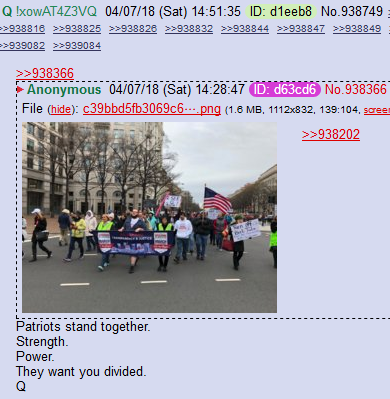 Q !xowAT4Z3VQ 04/07/18 (Sat) 14:51:35 ID: d1eeb8 No.938749
>>938816 >>938825 >>938826 >>938832 >>938844 >>938847 >>938849
>>939082 >>939084
>>938366
Anonymous 04/07/18 (Sat) 14:28:47 ID: d63cd6 No.938366
File (hide): c39bbd5fb3069c6⋯.png (1.6 MB, 1112x832, 139:104, screen
>>938202
Patriots stand together.
Strength.
Power.
They want you divided.
Q